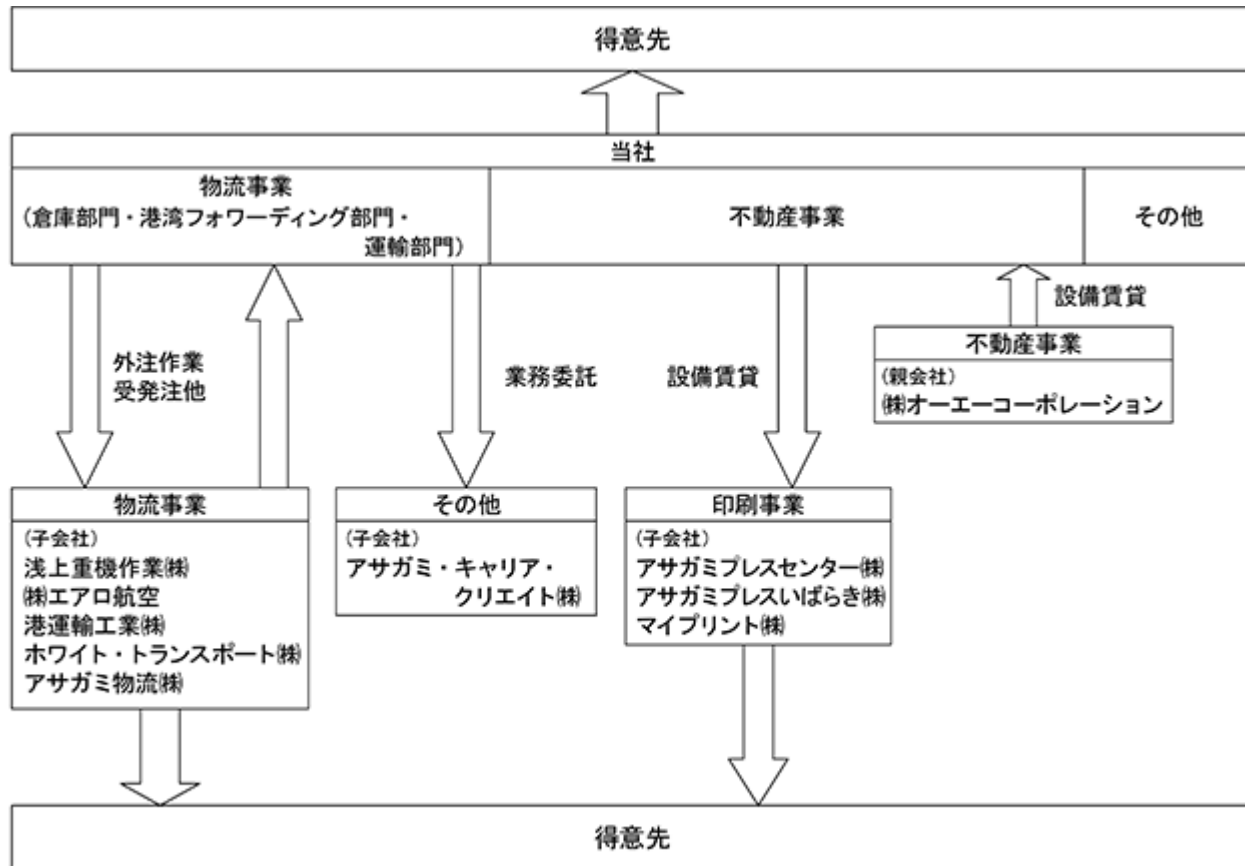 得意先
当社
物流事業
（倉庫部門・港湾フォワーディング部門・
運輸部門）
不動産事業
その他
外注作業
受発注他
業務委託
設備賃貸
設備賃貸
不動産事業
（親会社）
㈱オーエーコーポレーション
物流事業
（子会社）
浅上重機作業㈱
㈱エアロ航空
港運輸工業㈱
ホワイト・トランスポート㈱
アサガミ物流㈱
その他
（子会社）
アサガミ・キャリア・
クリエイト㈱
印刷事業
（子会社）
アサガミプレスセンター㈱
アサガミプレスいばらき㈱
マイプリント㈱
得意先